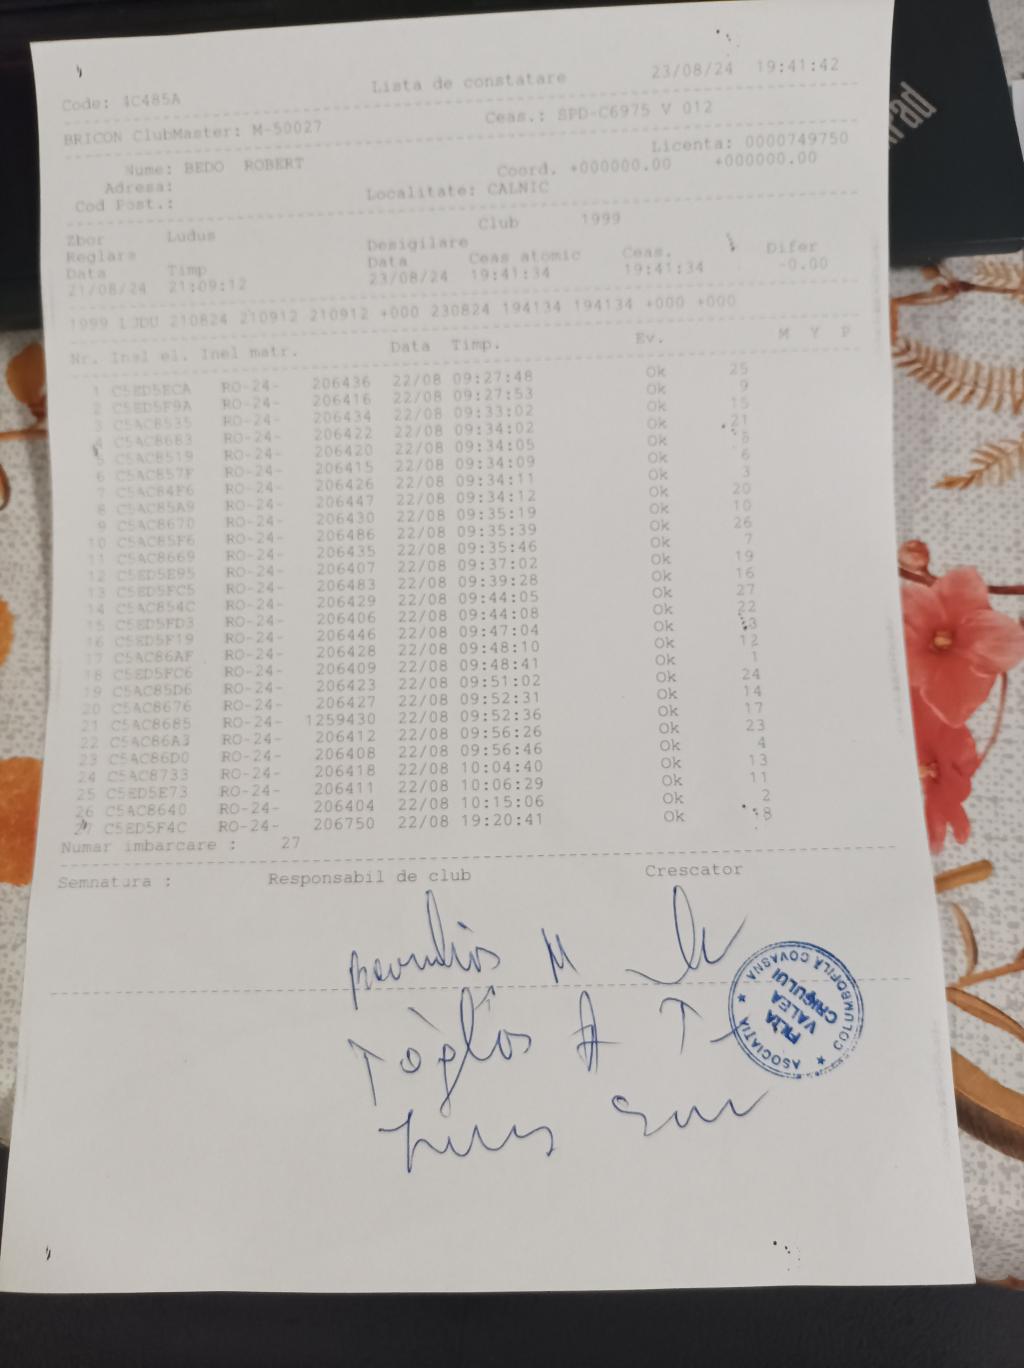 Lista de constatare 23/08/24 19:41:42
Code: 4C485A
BRICON ClubMaster: M-50027 Ceas.: SPD-C6975 V 012
Licenta: 0000749750
Nume: BEDO ROBERT Coord. +000000.00 +000000.00
Adresa:
Cod Post.: Localitate: CALNIC
Club 1999
Zbor Ludus
Reglare Desigilare
Data Timp Data Ceas atomic Ceas. Difer
21/08/24 21:09:12 23/08/24 19:41:34 19:41:34 -0.00
1999 210824 210912 210912 +000 230824 194134 194134 +000 +000
Nr. Inel el. Inel matr. Data Timp. Ev. M Y P
1 C5ED5ECA RO-24- 206436 22/08 09:27:48 Ok 25
2 C5ED5F9A RO-24- 206416 22/08 09:27:53 Ok 9
3 C5AC8535 RO-24- 206434 22/08 09:33:02 Ok 15
4 C5AC8683 RO-24- 206422 22/08 09:34:02 Ok 21
5 C5AC8519 RO-24- 206420 22/08 09:34:05 Ok
6 C5AC857F RO-24- 206415 22/08 09:34:09 Ok 6
7 C5AC84F6 RO-24- 206426 22/08 09:34:11 Ok 3
8 C5AC85A9 RO-24- 206447 22/08 09:34:12 Ok 20
9 C5AC8670 RO-24- 206430 22/08 09:35:19 Ok 10
10 C5AC85F6 RO-24- 206486 22/08 09:35:39 Ok 26
11 C5AC8669 RO-24- 206435 22/08 09:35:46 Ok 7
12 C5ED5E95 RO-24- 206407 22/08 09:37:02 Ok 19
13 C5ED5FC5 RO-24- 206483 22/08 09:39:28 Ok 16
14 C5AC854C RO-24- 206429 22/08 09:44:05 Ok 27
15 C5ED5FD3 RO-24- 206406 22/08 09:44:08 Ok 22
16 C5ED5F19 RO-24- 206446 22/08 09:47:04 Ok
17 C5AC86AF RO-24- 206428 22/08 09:48:10 Ok 12
18 C5ED5FC6 RO-24- 206409 22/08 09:48:41 Ok 1
19 C5AC85D6 RO-24- 206423 22/08 09:51:02 Ok 24
20 C5AC8676 RO-24- 206427 22/08 09:52:31 Ok 14
21 C5AC8685 RO-24- 1259430 22/08 09:52:36 Ok 17
22 C5AC86A3 RO-24- 206412 22/08 09:56:26 Ok 23
23 C5AC86D0 RO-24- 206408 22/08 09:56:46 Ok 4
24 C5AC8733 RO-24- 206418 22/08 10:04:40 Ok 13
25 C5ED5E73 RO-24- 206411 22/08 10:06:29 Ok 11
26 C5AC8640 RO-24- 206404 22/08 10:15:06 Ok 2
27 C5ED5F4C RO-24- 206750 22/08 19:20:41 Ok
Numar imbarcare : 27
Semnatura : Responsabil de club Crescator
M
ASOCIATIA ★ COLUMBOFILA COVASNA ★
FILIA
VALEA
CRIȘULUI